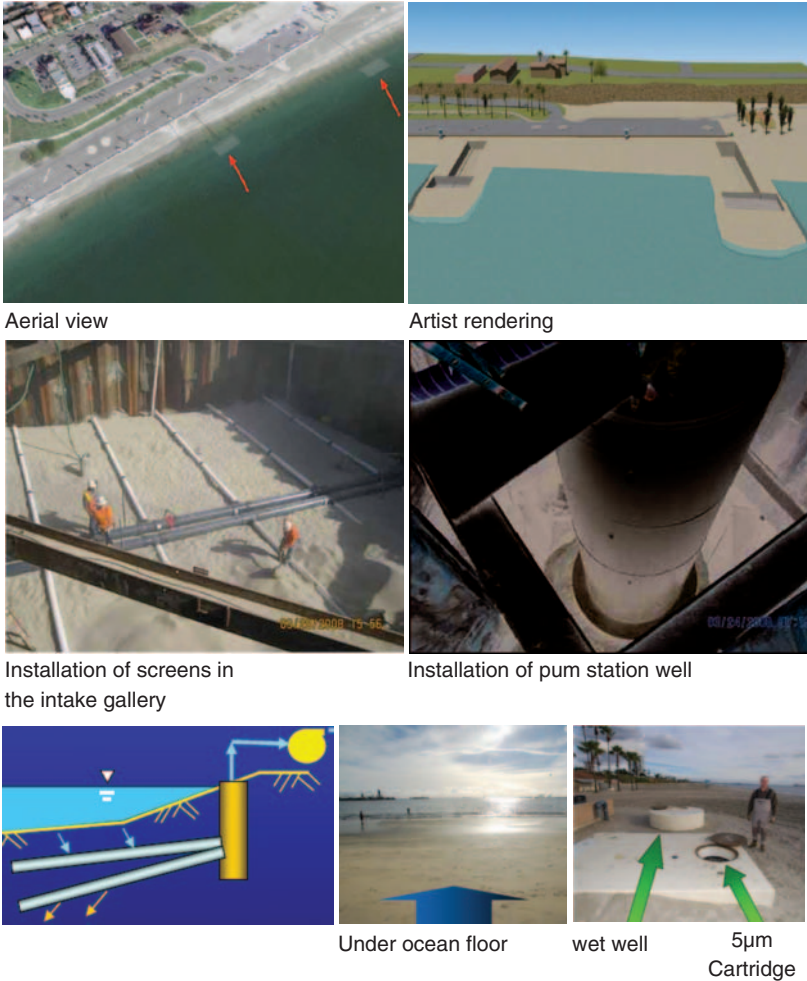 Aerial view
Artist rendering
Installation of screens in
the intake gallery
Installation of pum station well
Under ocean floor
wet well
5µm
Cartridge